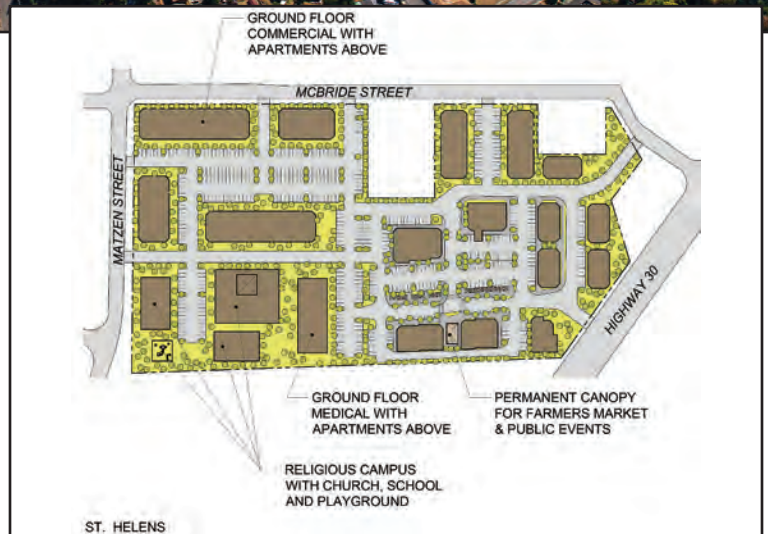 GROUND FLOOR
COMMERCIAL WITH
APARTMENTS ABOVE
MCBRIDE STREET
MATZEN STREET
HIGHWAY 30
GROUND FLOOR
MEDICAL WITH
APARTMENTS ABOVE
PERMANENT CANOPY
FOR FARMERS MARKET
& PUBLIC EVENTS
RELIGIOUS CAMPUS
WITH CHURCH, SCHOOL
AND PLAYGROUND
ST. HELENS